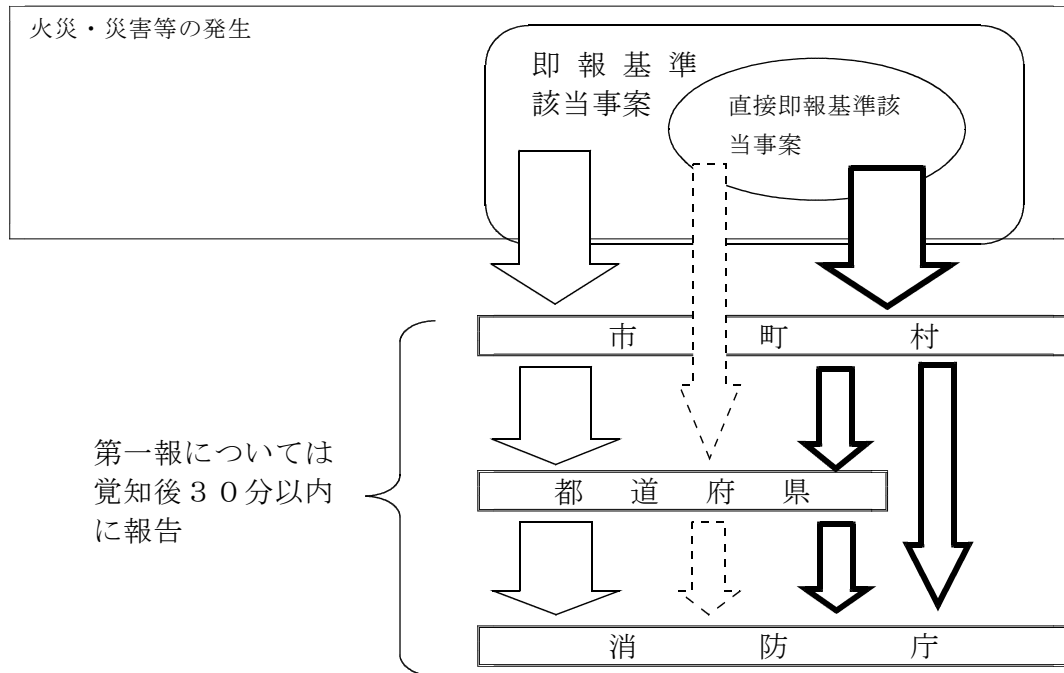 火災・災害等の発生
即報基準
該当事案
直接即報基準該
当事案
市町村
第一報については
覚知後３０分以内
に報告
都道府県
消防庁